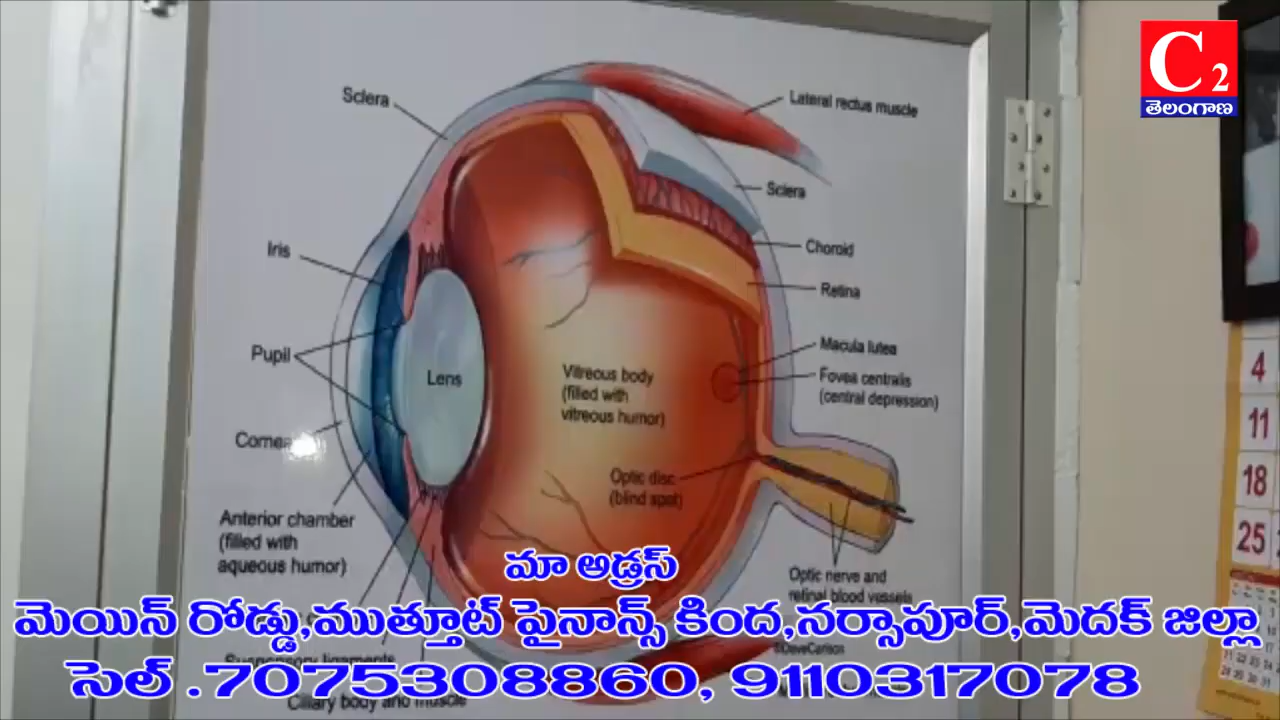 C2
తెలంగాణ
Sclera
Lateral rectus muscle
Sclera
Iris
Choroid
Retina
Pupil
Lens
Macula lutea
Vitreous body
(filled with
vitreous humor)
Fovea centralis
(central depression)
Cornea
Optic disc
(blind spot)
Anterior chamber
(filled with
aqueous humor)
Optic nerve and
retinal blood vessels
Suspensory ligaments
Ciliary body and muscle
4
11
18
25
మా అడ్రస్
మెయిన్ రోడ్డు,ముత్తూట్ పైనాన్స్ కింద,నర్సాపూర్,మెదక్ జిల్లా
సెల్ .7075308860, 9110317078